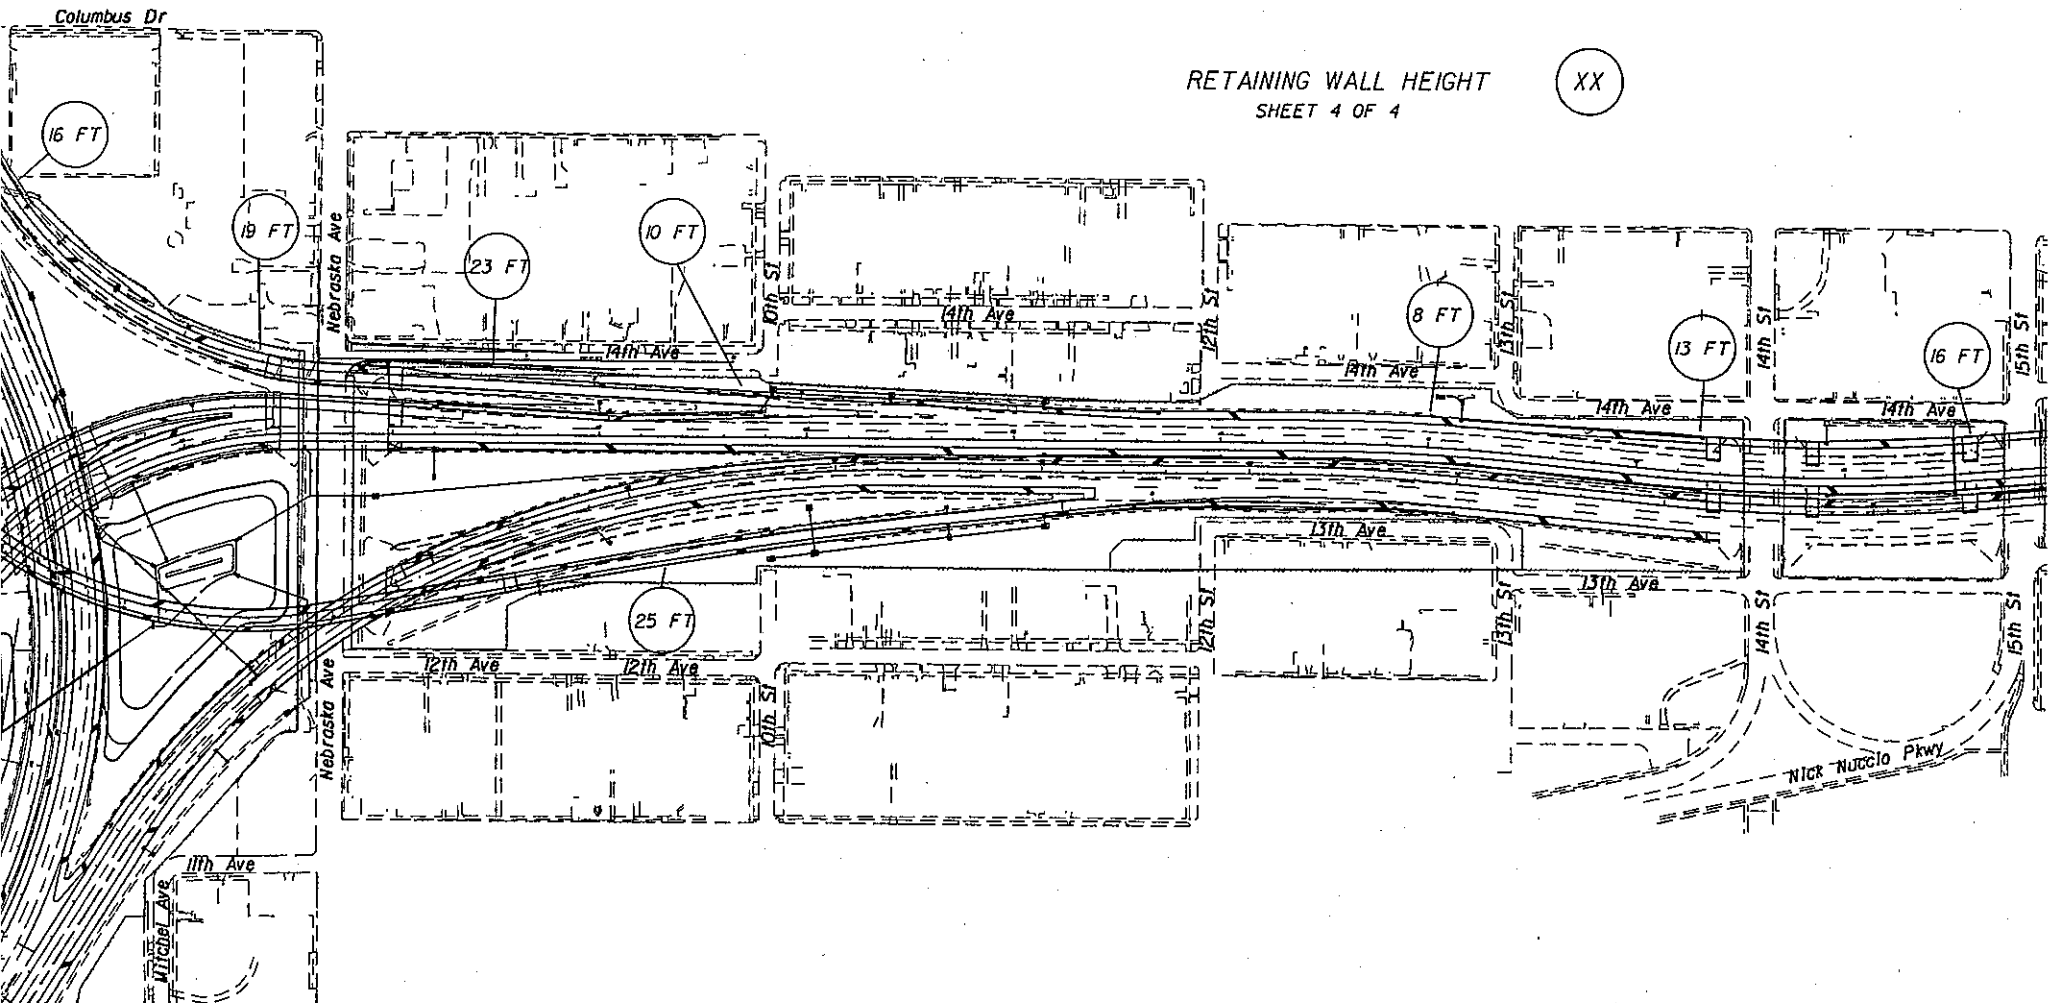 Columbus Dr
RETAINING WALL HEIGHT
XX
SHEET 4 OF 4
16 FT
19 FT
Nebraska Ave
23 FT
10 FT
10th St
14th Ave
14th Ave
12th St
14th Ave
8 FT
13th St
14th Ave
13 FT
14th St
14th Ave
16 FT
15th St
13th Ave
13th Ave
25 FT
12th St
13th St
14th St
15th St
12th Ave
12th Ave
Nebraska Ave
10th St
Nick Nuccio Pkwy
11th Ave
Mitchel Ave